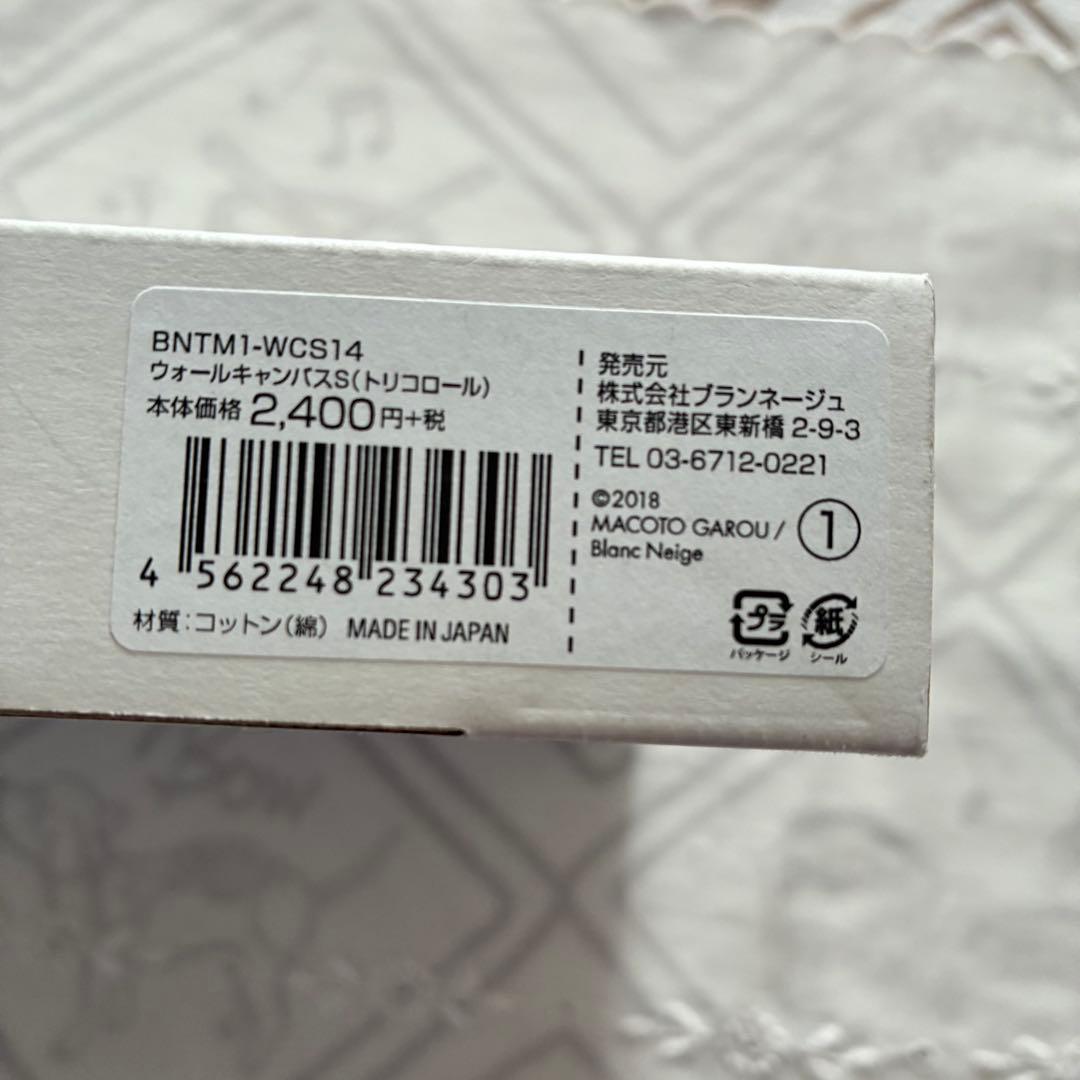 BNTM1-WCS14
ウォールキャンバスS(トリコロール)
本体価格 2,400円+税
4 562248 234303
材質:コットン(綿) MADE IN JAPAN
発売元
株式会社ブランネージュ
東京都港区東新橋 2-9-3
TEL 03-6712-0221
©2018
MACOTO GAROU /
Blanc Neige
①
プラ
パッケージ
紙
シール